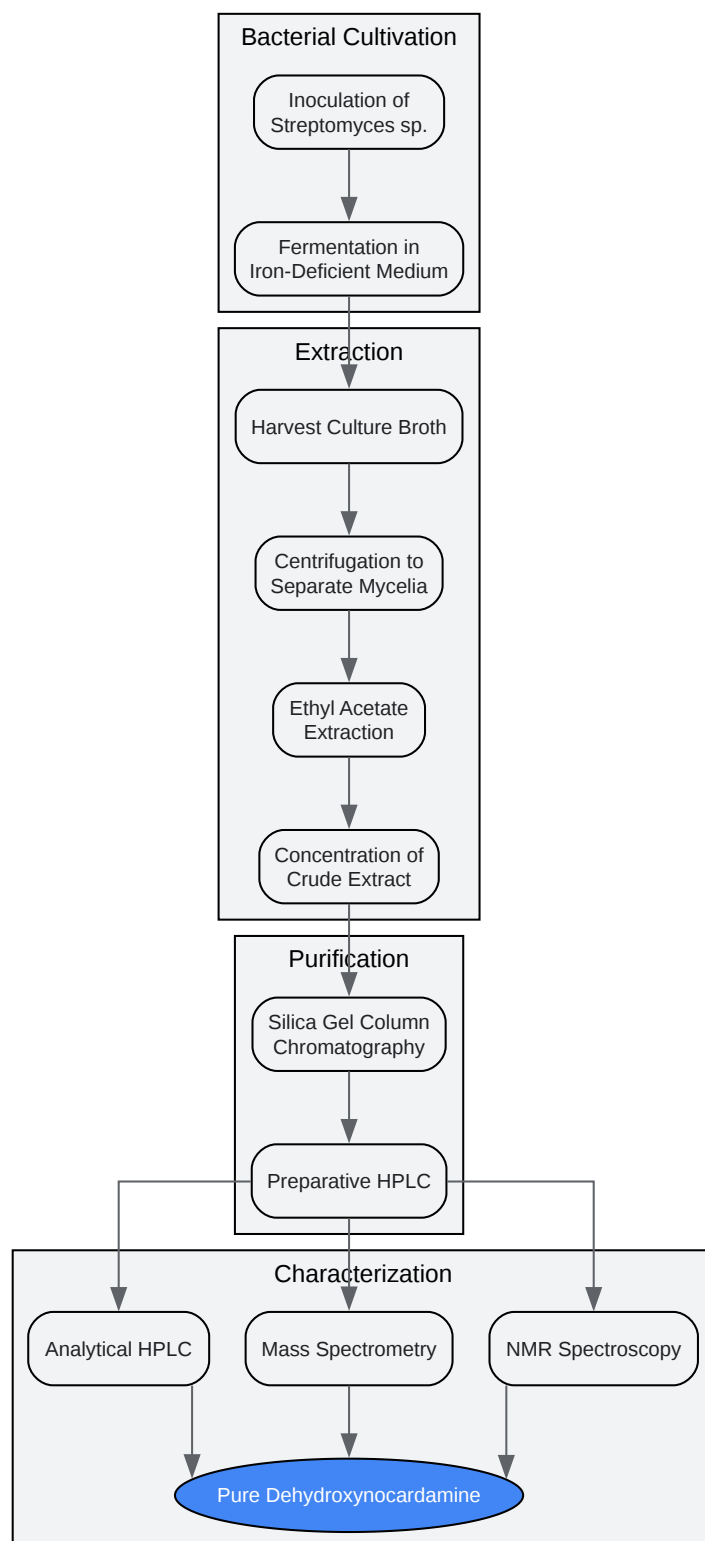 Bacterial Cultivation
Inoculation of
Streptomyces sp.
Fermentation in
Iron-Deficient Medium
Extraction
Harvest Culture Broth
Centrifugation to
Separate Mycelia
Ethyl Acetate
Extraction
Concentration of
Crude Extract
Purification
Silica Gel Column
Chromatography
Preparative HPLC
Characterization
Analytical HPLC
Mass Spectrometry
NMR Spectroscopy
Pure Dehydroxynocardamine